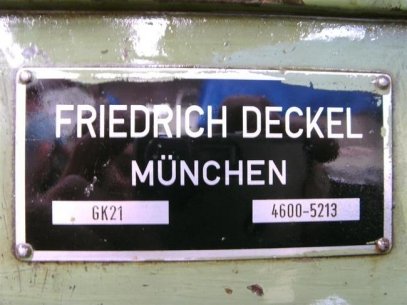 FRIEDRICH DECKEL
MÜNCHEN
GK21 4600-5213